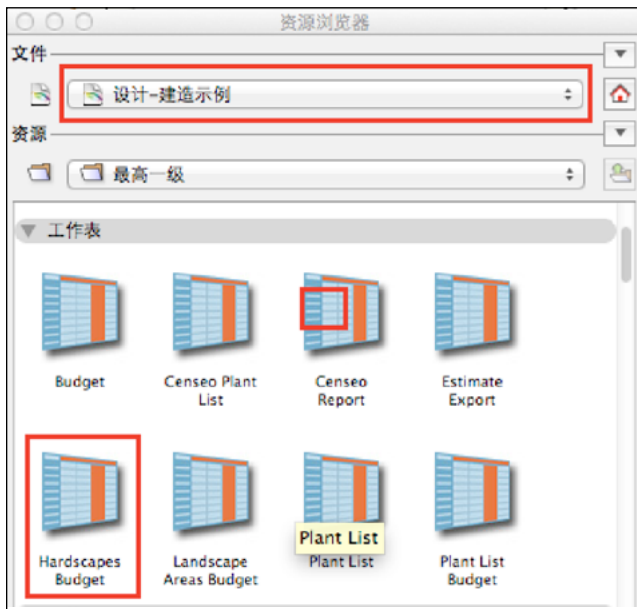 资源浏览器
文件
设计-建造示例
资源
最高一级
工作表
Budget
Censeo Plant
List
Censeo
Report
Estimate
Export
Hardscapes
Budget
Landscape
Areas Budget
Plant List
Plant List
Plant List
Budget